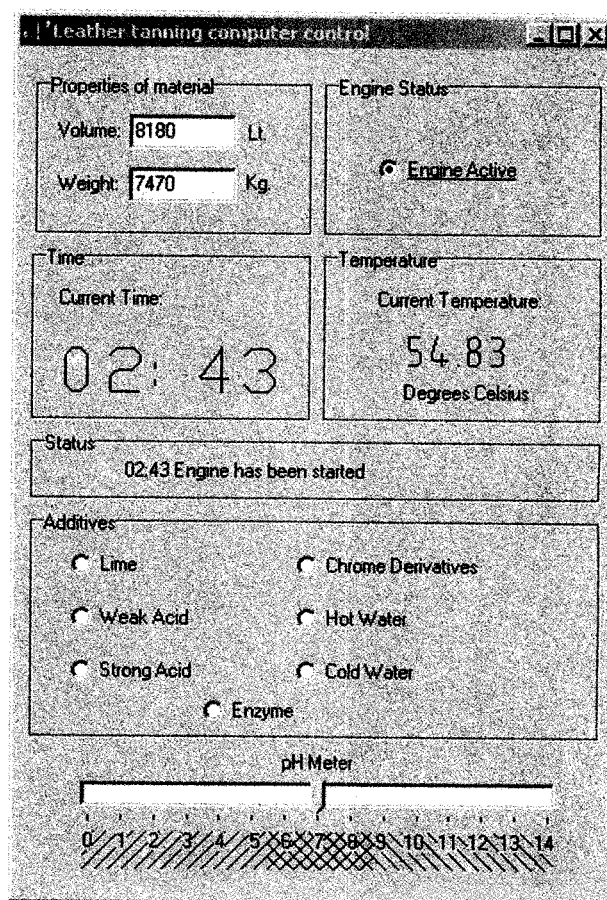 Leather tanning computer control
Properties of material
Volume: 8180 Lt.
Weight: 7470 Kg.
Engine Status
Engine Active
Time
Current Time:
02: 43
Temperature
Current Temperature:
54.83
Degrees Celsius
Status
02:43 Engine has been started
Additives
Lime
Chrome Derivatives
Weak Acid
Hot Water
Strong Acid
Cold Water
Enzyme
pH Meter
0 1 2 3 4 5 6 7 8 9 10 11 12 13 14